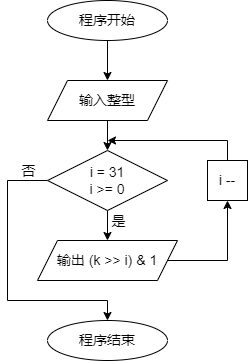 程序开始
输入整型
i = 31
i >= 0
否
i --
是
输出 (k >> i) & 1
程序结束